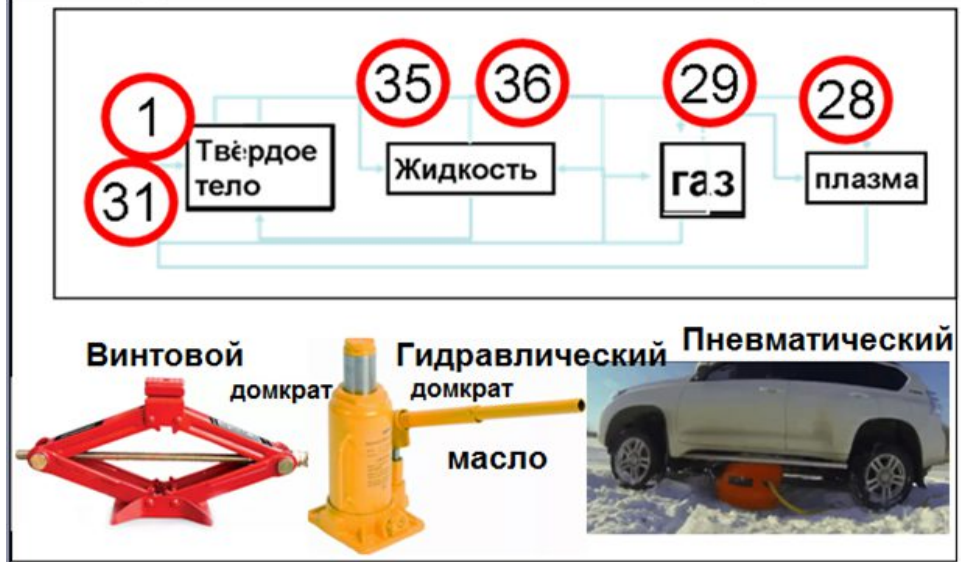 35
36
29
28
1
31
Твёрдое
тело
Жидкость
газ
плазма
Винтовой
домкрат
Гидравлический
домкрат
масло
Пневматический